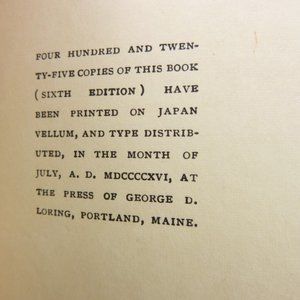 FOUR HUNDRED AND TWEN-
TY-FIVE COPIES OF THIS BOOK
(SIXTH EDITION) HAVE
BEEN PRINTED ON JAPAN
VELLUM, AND TYPE DISTRIB-
UTED, IN THE MONTH OF
JULY, A. D. MDCCCCXVI, AT
THE PRESS OF GEORGE D.
LORING, PORTLAND, MAINE.